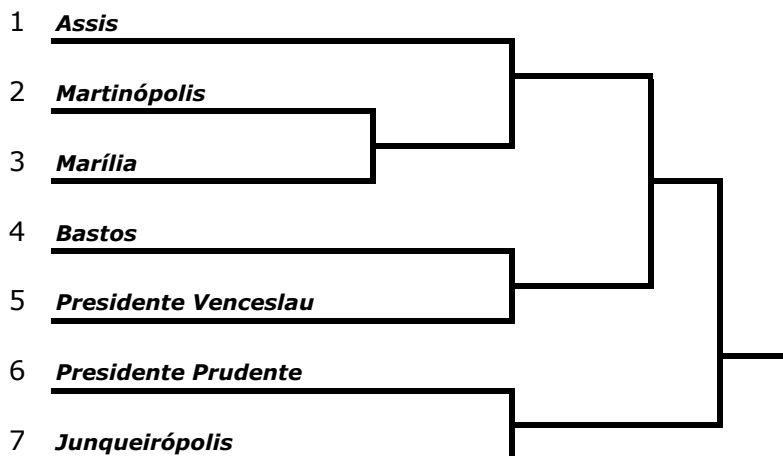 1 Assis
2 Martinópolis
3 Marília
4 Bastos
5 Presidente Venceslau
6 Presidente Prudente
7 Junqueirópolis